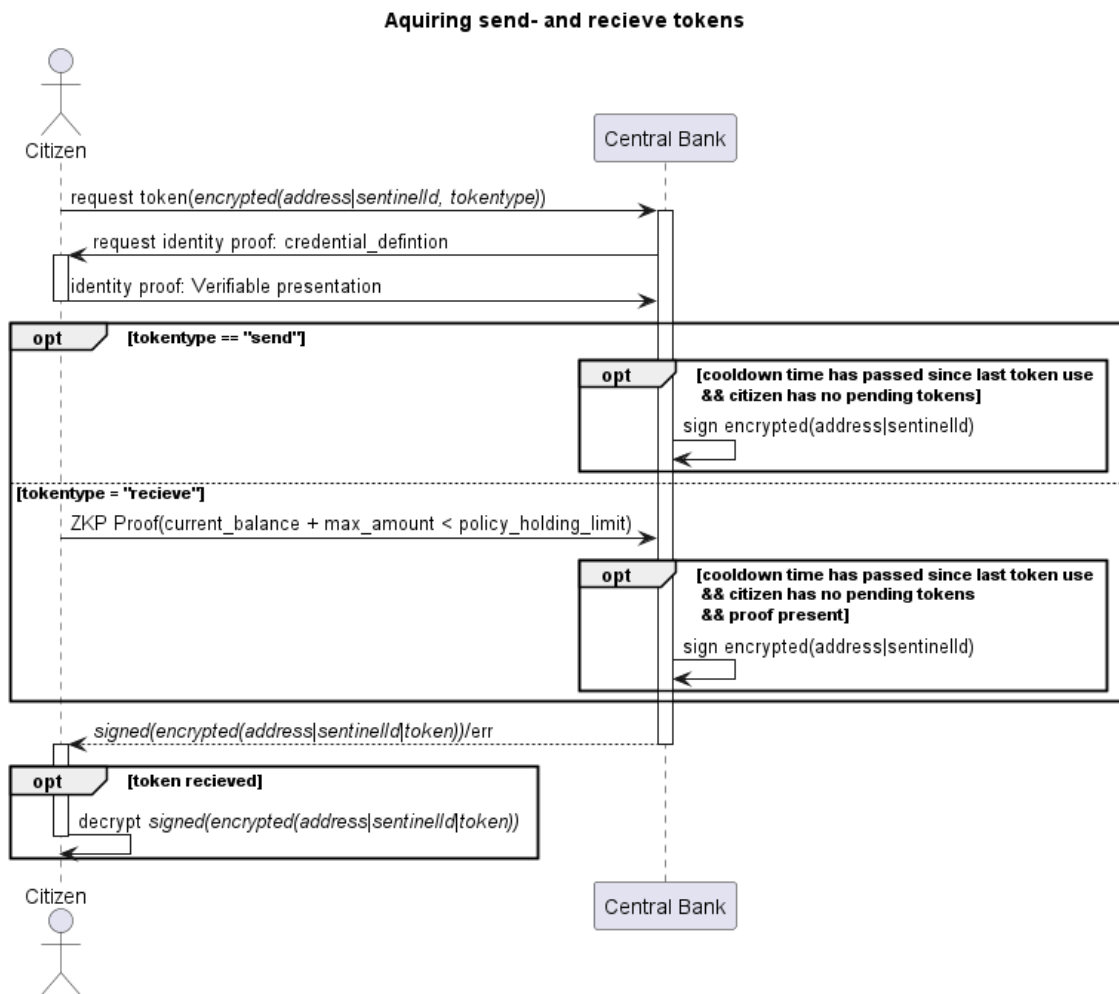 Aquiring send- and recieve tokens
Citizen
Central Bank
request token(encrypted(address|sentinelId, tokentype))
request identity proof: credential_defintion
identity proof: Verifiable presentation
opt [tokentype == "send"]
opt [cooldown time has passed since last token use
&& citizen has no pending tokens]
sign encrypted(address|sentinelId)
[tokentype = "recieve"]
ZKP Proof(current_balance + max_amount < policy_holding_limit)
opt [cooldown time has passed since last token use
&& citizen has no pending tokens
&& proof present]
sign encrypted(address|sentinelId)
signed(encrypted(address|sentinelId|token))/err
opt [token recieved]
decrypt signed(encrypted(address|sentinelId|token))
Citizen
Central Bank